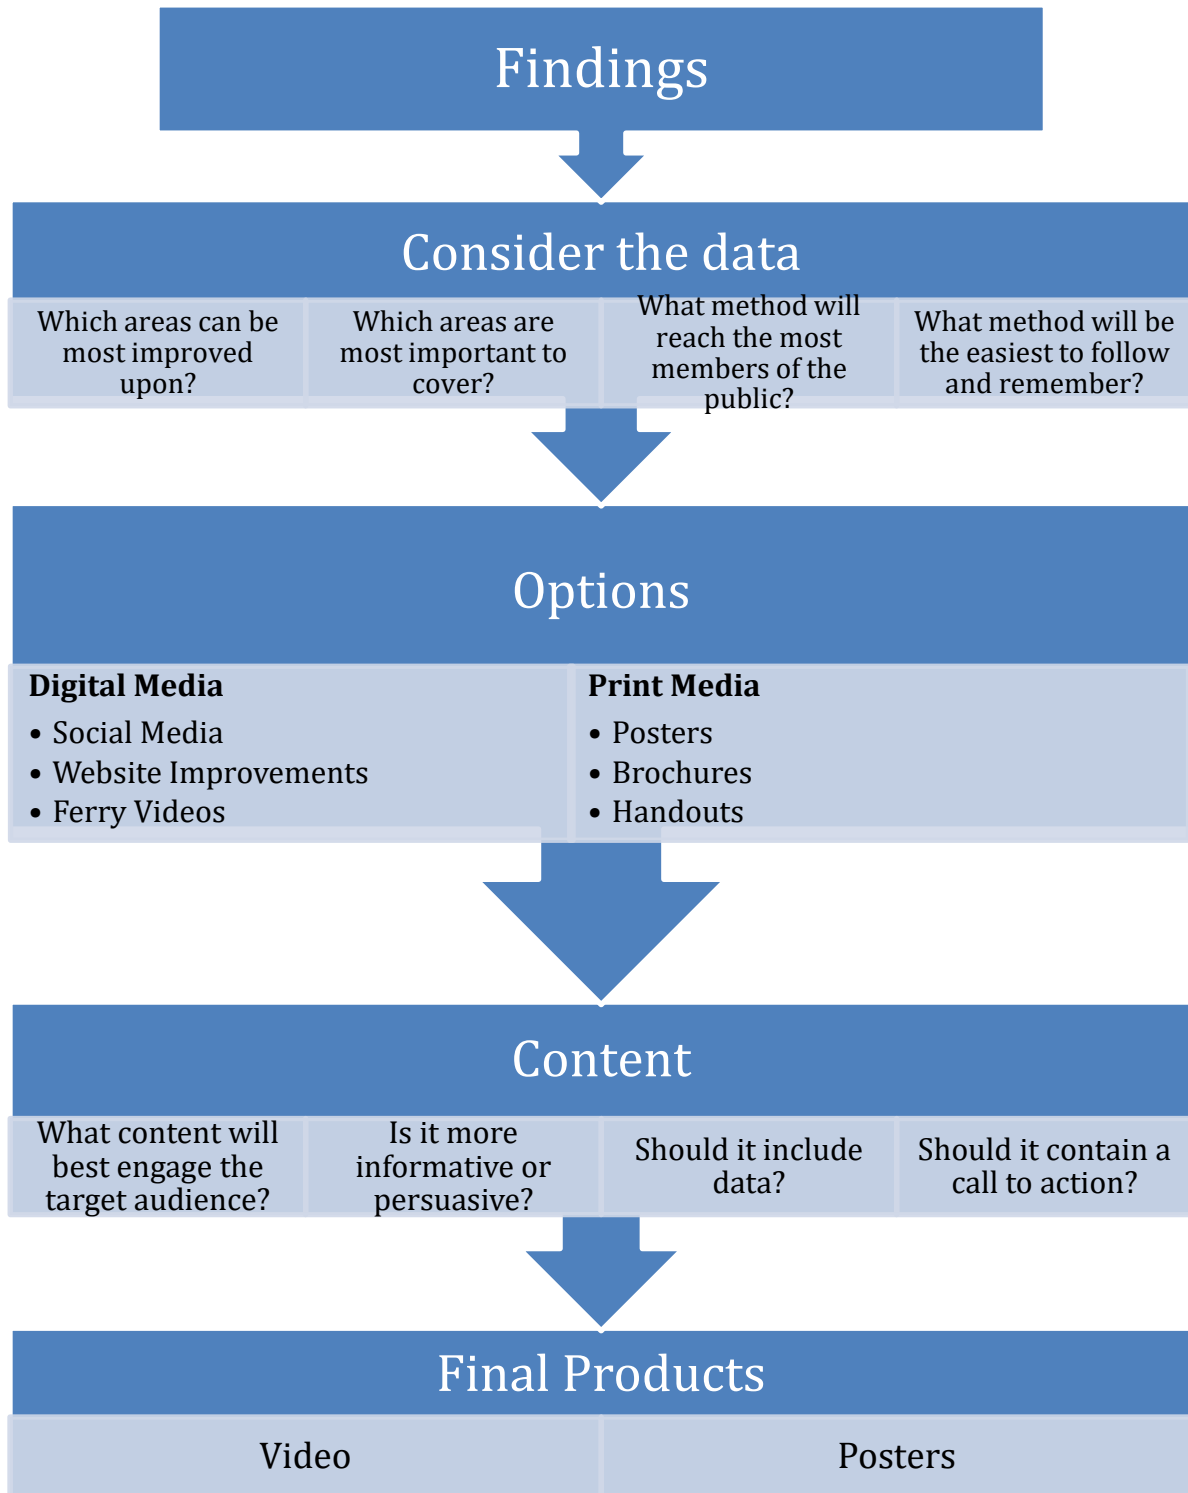 Findings
Consider the data
Which areas can be
most improved
upon?
Which areas are
most important to
cover?
What method will
reach the most
members of the
public?
What method will be
the easiest to follow
and remember?
Options
Digital Media
• Social Media
• Website Improvements
• Ferry Videos
Print Media
• Posters
• Brochures
• Handouts
Content
What content will
best engage the
target audience?
Is it more
informative or
persuasive?
Should it include
data?
Should it contain a
call to action?
Final Products
Video
Posters